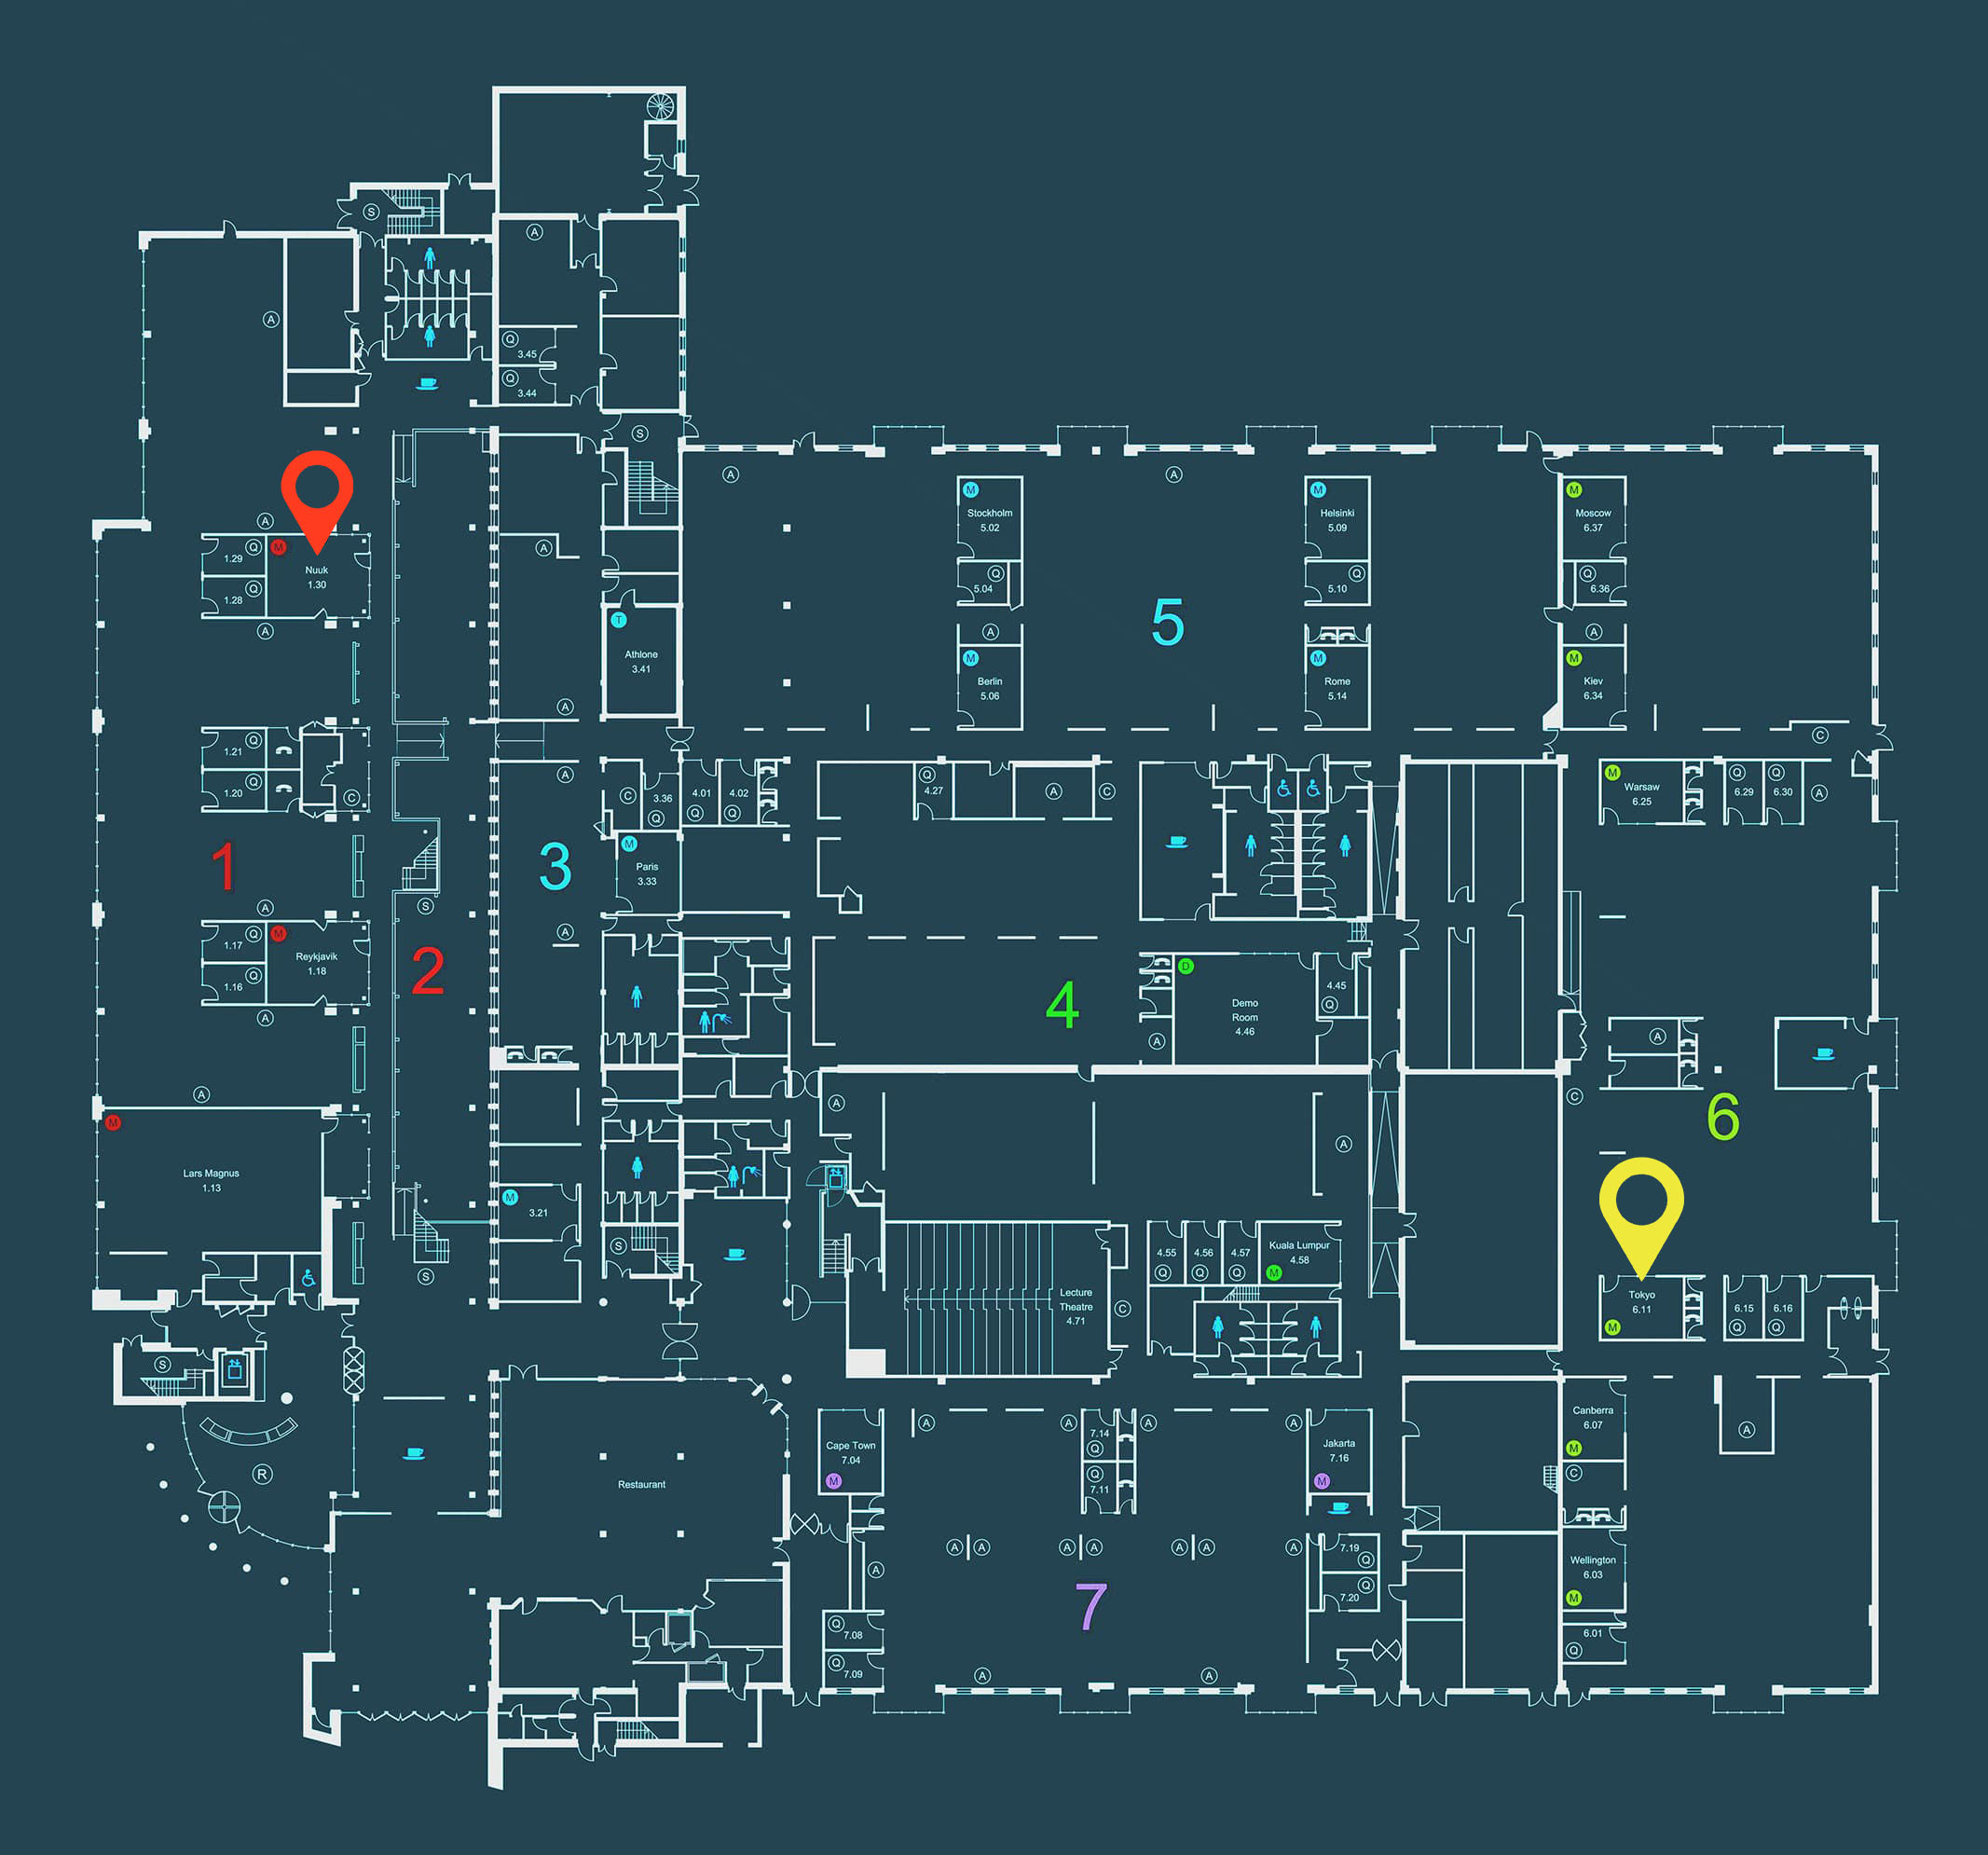 S
A
A
Q
3.45
Q
3.44
S
A
A
M
Stockholm
5.02
Q
5.04
A
M
Berlin
5.06
M
Helsinki
5.09
Q
5.10
M
Rome
5.14
M
Moscow
6.37
Q
6.36
A
M
Kiev
6.34
5
A
Q
1.29
Q
1.28
M
Nuuk
1.30
A
A
T
Athlone
3.41
A
Q
1.21
Q
1.20
C
1
A
Q
1.17
Q
1.16
M
Reykjavik
1.18
A
A
S
2
A
3
A
C
3.36
Q
4.01
Q
4.02
Q
M
Paris
3.33
Q
4.27
A
C
C
M
Warsaw
6.25
Q
6.29
Q
6.30
A
4
D
Demo
Room
4.46
4.45
Q
A
A
C
6
M
Lars Magnus
1.13
M
3.21
S
S
A
A
4.55
Q
4.56
Q
4.57
Q
Kuala Lumpur
4.58
M
Lecture
Theatre
4.71
C
Tokyo
6.11
M
6.15
Q
6.16
Q
S
R
Restaurant
Cape Town
7.04
M
A
A
7.14
Q
Q
7.11
A
A
Jakarta
7.16
M
Canberra
6.07
M
C
A
A
A
A
A
A
A
A
A
7.19
Q
Q
7.20
Wellington
6.03
M
6.01
Q
7
Q
7.08
Q
7.09
A
A